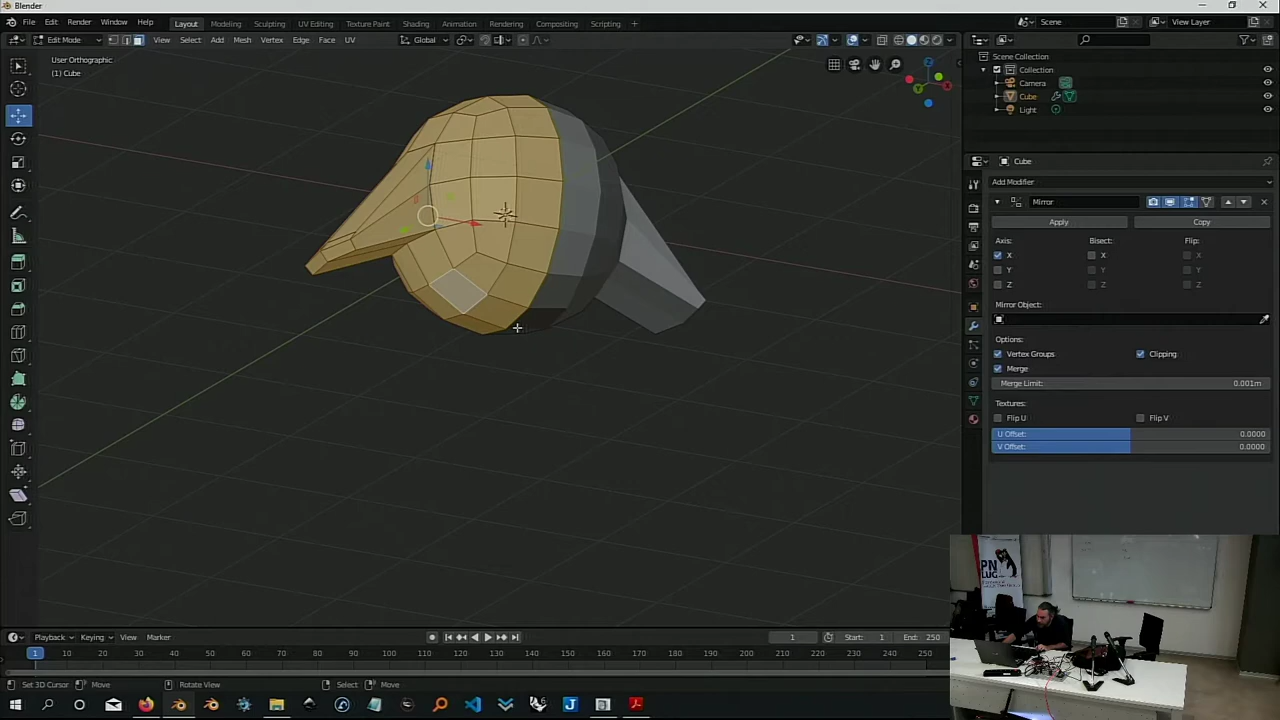 Blender
File Edit Render Window Help Layout Modeling Sculpting UV Editing Texture Paint Shading Animation Rendering Compositing Scripting + Scene View Layer
Edit Mode View Select Add Mesh Vertex Edge Face UV Global
User Orthographic
(1) Cube
Scene Collection
Collection
Camera
Cube
Light
Cube
Add Modifier
Mirror
Apply Copy
Axis: Bisect: Flip:
X X X
Y Y Y
Z Z Z
Mirror Object:
Options:
Vertex Groups Clipping
Merge
Merge Limit: 0.001m
Textures:
Flip U Flip V
U Offset: 0.0000
V Offset: 0.0000
PN
LUG
Playback Keying View Marker 1 Start: 1 End: 250
1 10 20 30 40 50 60 70 80 90 100 110 120 130 140 150 160 170 180 190 200 210 220 230 240 250
Set 3D Cursor Move Rotate View Select Move